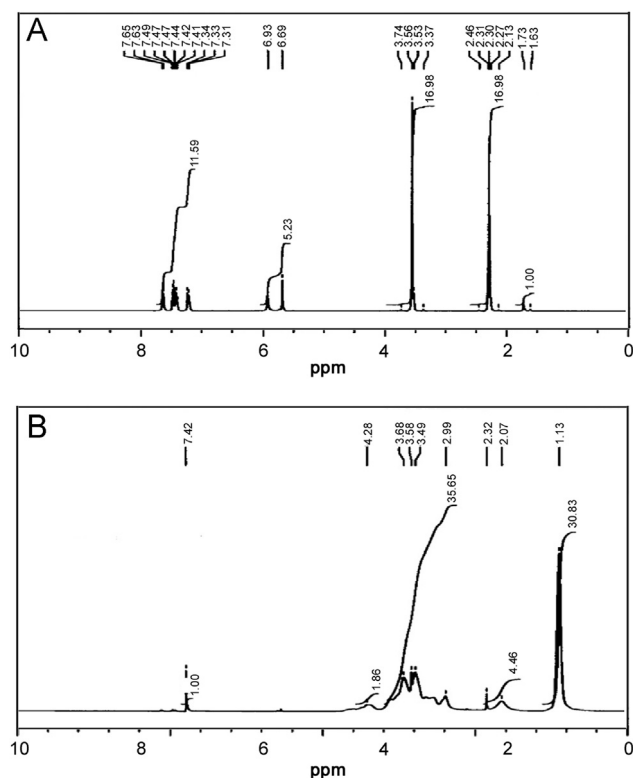 A
7.65 7.63 7.49 7.47 7.47 7.44 7.42 7.41 7.34 7.33 7.31 6.93 6.69 3.74 3.56 3.53 3.37 2.46 2.31 2.30 2.27 2.13 1.73 1.63
11.59 5.23 16.98 16.98 1.00
10 8 6 4 2 0
ppm
B
7.42 4.28 3.68 3.58 3.49 2.99 2.32 2.07 1.13
1.00 1.86 35.65 4.46 30.83
10 8 6 4 2 0
ppm